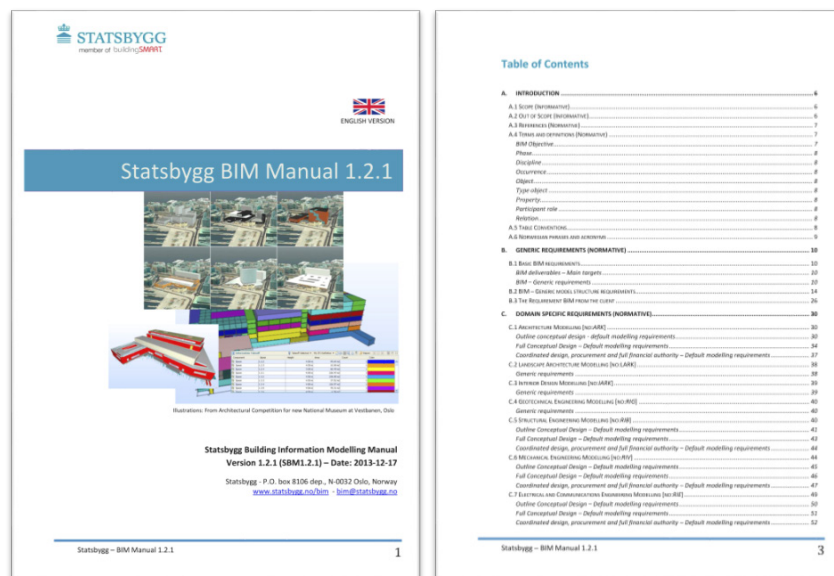 STATSBYGG
member of buildingSMART
ENGLISH VERSION
Statsbygg BIM Manual 1.2.1
Illustrations: From Architectural Competition for new National Museum at Vestbanen, Oslo
Statsbygg Building Information Modelling Manual
Version 1.2.1 (SBM1.2.1) – Date: 2013-12-17
Statsbygg - P.O. box 8106 dep., N-0032 Oslo, Norway
www.statsbygg.no/bim - bim@statsbygg.no
Statsbygg – BIM Manual 1.2.1 1
Table of Contents
A. INTRODUCTION 6
A.1 SCOPE (INFORMATIVE) 6
A.2 OUT OF SCOPE (INFORMATIVE) 6
A.3 REFERENCES (NORMATIVE) 7
A.4 TERMS AND DEFINITIONS (NORMATIVE) 7
BIM Objective 7
Phase 8
Discipline 8
Occurrence 8
Object 8
Type object 8
Property 8
Participant role 8
Relation 8
A.5 TABLE CONVENTIONS 8
A.6 NORWEGIAN PHRASES AND ACRONYMS 9
B. GENERIC REQUIREMENTS (NORMATIVE) 10
B.1 BASIC BIM REQUIREMENTS 10
BIM deliverables – Main targets 10
BIM – Generic requirements 10
B.2 BIM – GENERIC MODEL STRUCTURE REQUIREMENTS 14
B.3 THE REQUIREMENT BIM FROM THE CLIENT 26
C. DOMAIN SPECIFIC REQUIREMENTS (NORMATIVE) 30
C.1 ARCHITECTURE MODELLING [NO:ARK] 30
Outline conceptual design - default modelling requirements 30
Full Conceptual Design – Default modelling requirements 34
Coordinated design, procurement and full financial authority – Default modelling requirements 37
C.2 LANDSCAPE ARCHITECTURE MODELLING [NO:LARK] 38
Generic requirements 38
C.3 INTERIOR DESIGN MODELLING [NO:IARK] 39
Generic requirements 39
C.4 GEOTECHNICAL ENGINEERING MODELLING [NO:RIG] 40
Generic requirements 40
C.5 STRUCTURAL ENGINEERING MODELLING [NO:RIB] 40
Outline Conceptual Design – Default modelling requirements 41
Full Conceptual Design – Default modelling requirements 43
Coordinated design, procurement and full financial authority – Default modelling requirements 44
C.6 MECHANICAL ENGINEERING MODELLING [NO:RIV] 44
Outline Conceptual Design – Default modelling requirements 45
Full Conceptual Design – Default modelling requirements 46
Coordinated design, procurement and full financial authority – Default modelling requirements 47
C.7 ELECTRICAL AND COMMUNICATIONS ENGINEERING MODELLING [NO:RIE] 49
Outline Conceptual Design – Default modelling requirements 50
Full Conceptual Design – Default modelling requirements 51
Coordinated design, procurement and full financial authority – Default modelling requirements 52
Statsbygg – BIM Manual 1.2.1 3